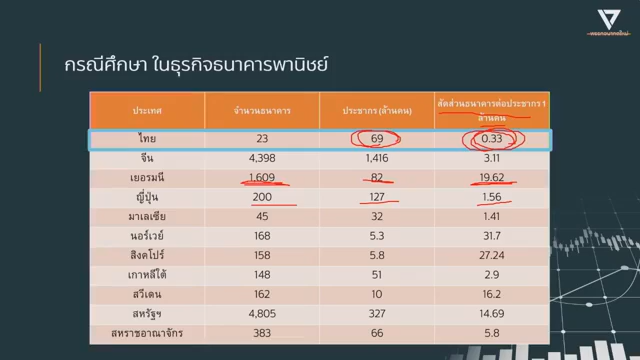 กรณีศึกษา ในธุรกิจธนาคารพานิชย์
ประเทศ จำนวนธนาคาร ประชากร (ล้านคน) สัดส่วนธนาคารต่อประชากร 1 ล้านคน
ไทย 23 69 0.33
จีน 4,398 1,416 3.11
เยอรมนี 1,609 82 19.62
ญี่ปุ่น 200 127 1.56
มาเลเซีย 45 32 1.41
นอร์เวย์ 168 5.3 31.7
สิงคโปร์ 158 5.8 27.24
เกาหลีใต้ 148 51 2.9
สวีเดน 162 10 16.2
สหรัฐฯ 4,805 327 14.69
สหราชอาณาจักร 383 66 5.8